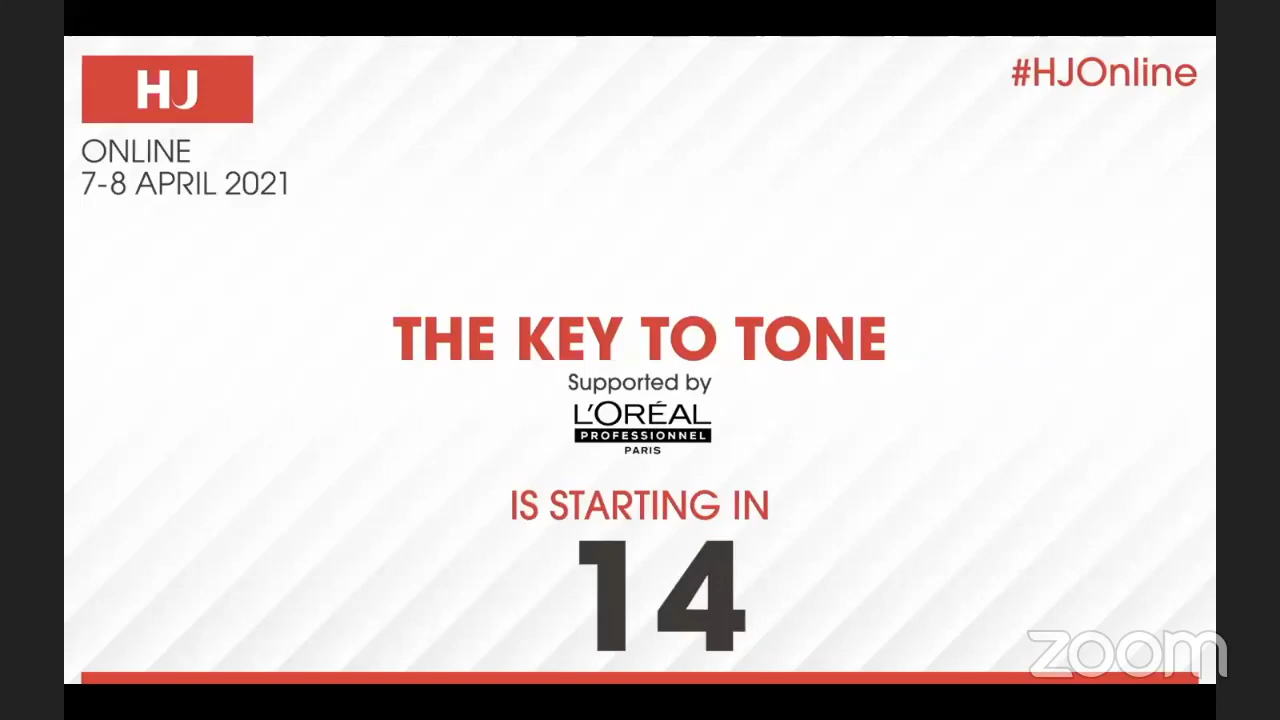 HJ
#HJOnline
ONLINE
7-8 APRIL 2021
THE KEY TO TONE
Supported by
L'ORÉAL
PROFESSIONNEL
PARIS
IS STARTING IN
14
zoom